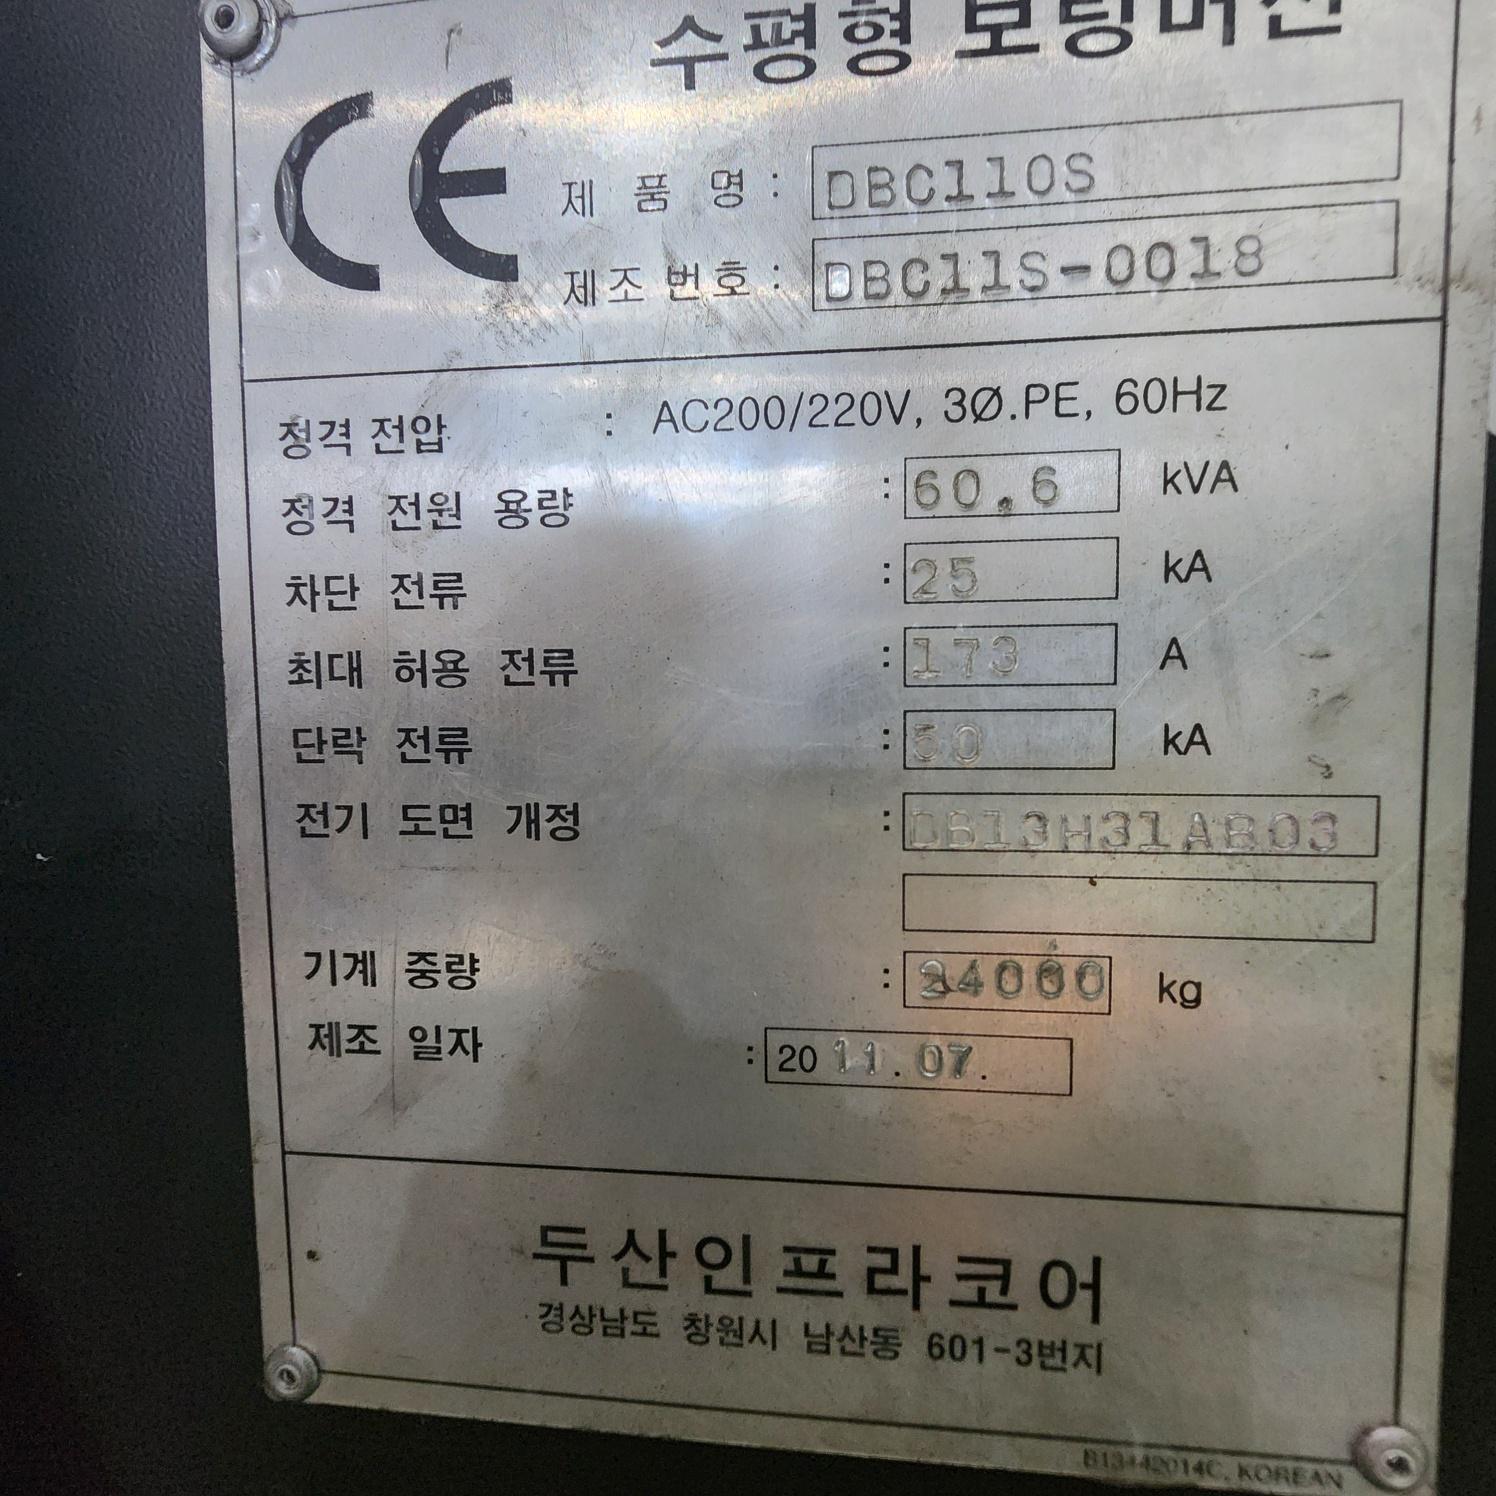 수평형 보링머신
CE
제 품 명 : DBC110S
제조 번호 : DBC11S-0018
정격 전압 : AC200/220V, 3Ø.PE, 60Hz
정격 전원 용량 : 60.6 kVA
차단 전류 : 25 kA
최대 허용 전류 : 173 A
단락 전류 : 50 kA
전기 도면 개정 : DB13H31AB03
기계 중량 : 24000 kg
제조 일자 : 2011.07.
두산인프라코어
경상남도 창원시 남산동 601-3번지
KOREAN